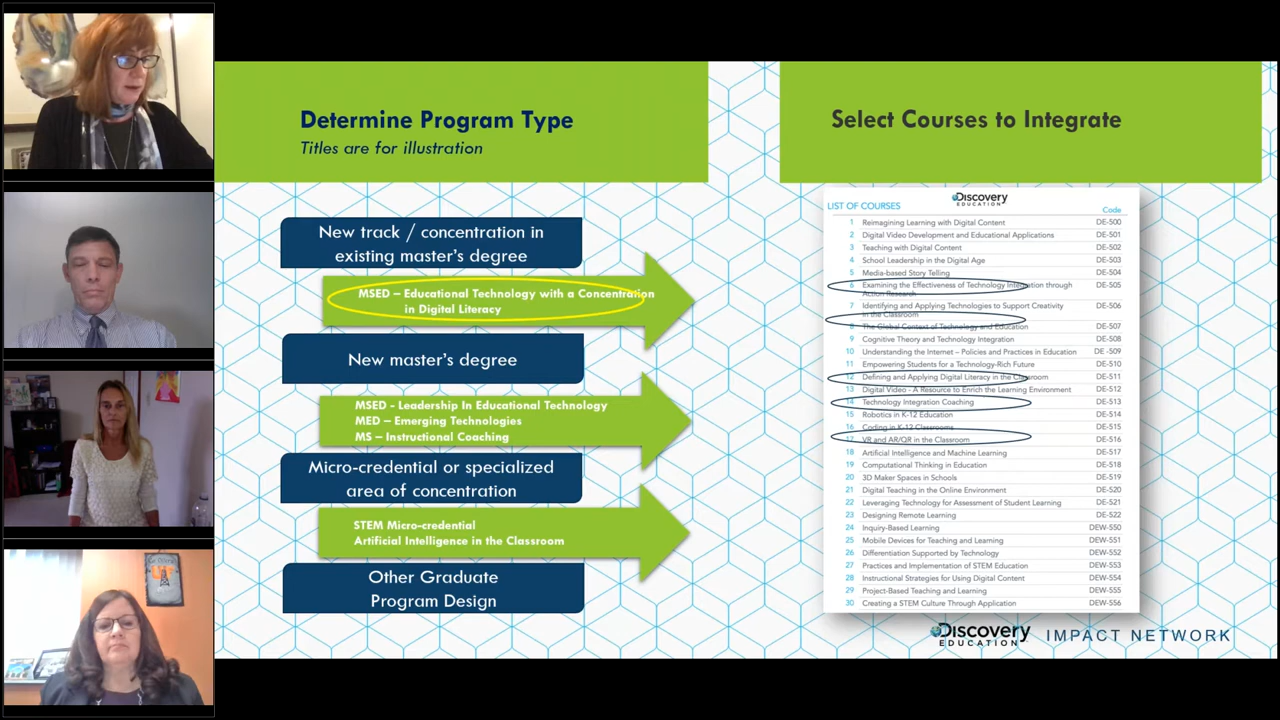 Determine Program Type
Titles are for illustration
New track / concentration in
existing master's degree
MSED – Educational Technology with a Concentration
in Digital Literacy
New master's degree
MSED - Leadership In Educational Technology
MED – Emerging Technologies
MS – Instructional Coaching
Micro-credential or specialized
area of concentration
STEM Micro-credential
Artificial Intelligence in the Classroom
Other Graduate
Program Design
Select Courses to Integrate
Discovery
EDUCATION
LIST OF COURSES
Code
1 Reimagining Learning with Digital Content DE-500
2 Digital Video Development and Educational Applications DE-501
3 Teaching with Digital Content DE-502
4 School Leadership in the Digital Age DE-503
5 Media-based Story Telling DE-504
6 Examining the Effectiveness of Technology Integration through DE-505
Action Research
7 Identifying and Applying Technologies to Support Creativity DE-506
in the Classroom
8 The Global Context of Technology and Education DE-507
9 Cognitive Theory and Technology Integration DE-508
10 Understanding the Internet – Policies and Practices in Education DE -509
11 Empowering Students for a Technology-Rich Future DE-510
12 Defining and Applying Digital Literacy in the Classroom DE-511
13 Digital Video - A Resource to Enrich the Learning Environment DE-512
14 Technology Integration Coaching DE-513
15 Robotics in K-12 Education DE-514
16 Coding in K-12 Classrooms DE-515
17 VR and AR/QR in the Classroom DE-516
18 Artificial Intelligence and Machine Learning DE-517
19 Computational Thinking in Education DE-518
20 3D Maker Spaces in Schools DE-519
21 Digital Teaching in the Online Environment DE-520
22 Leveraging Technology for Assessment of Student Learning DE-521
23 Designing Remote Learning DE-522
24 Inquiry-Based Learning DEW-550
25 Mobile Devices for Teaching and Learning DEW-551
26 Differentiation Supported by Technology DEW-552
27 Practices and Implementation of STEM Education DEW-553
28 Instructional Strategies for Using Digital Content DEW-554
29 Project-Based Teaching and Learning DEW-555
30 Creating a STEM Culture Through Application DEW-556
Discovery
EDUCATION
IMPACT NETWORK